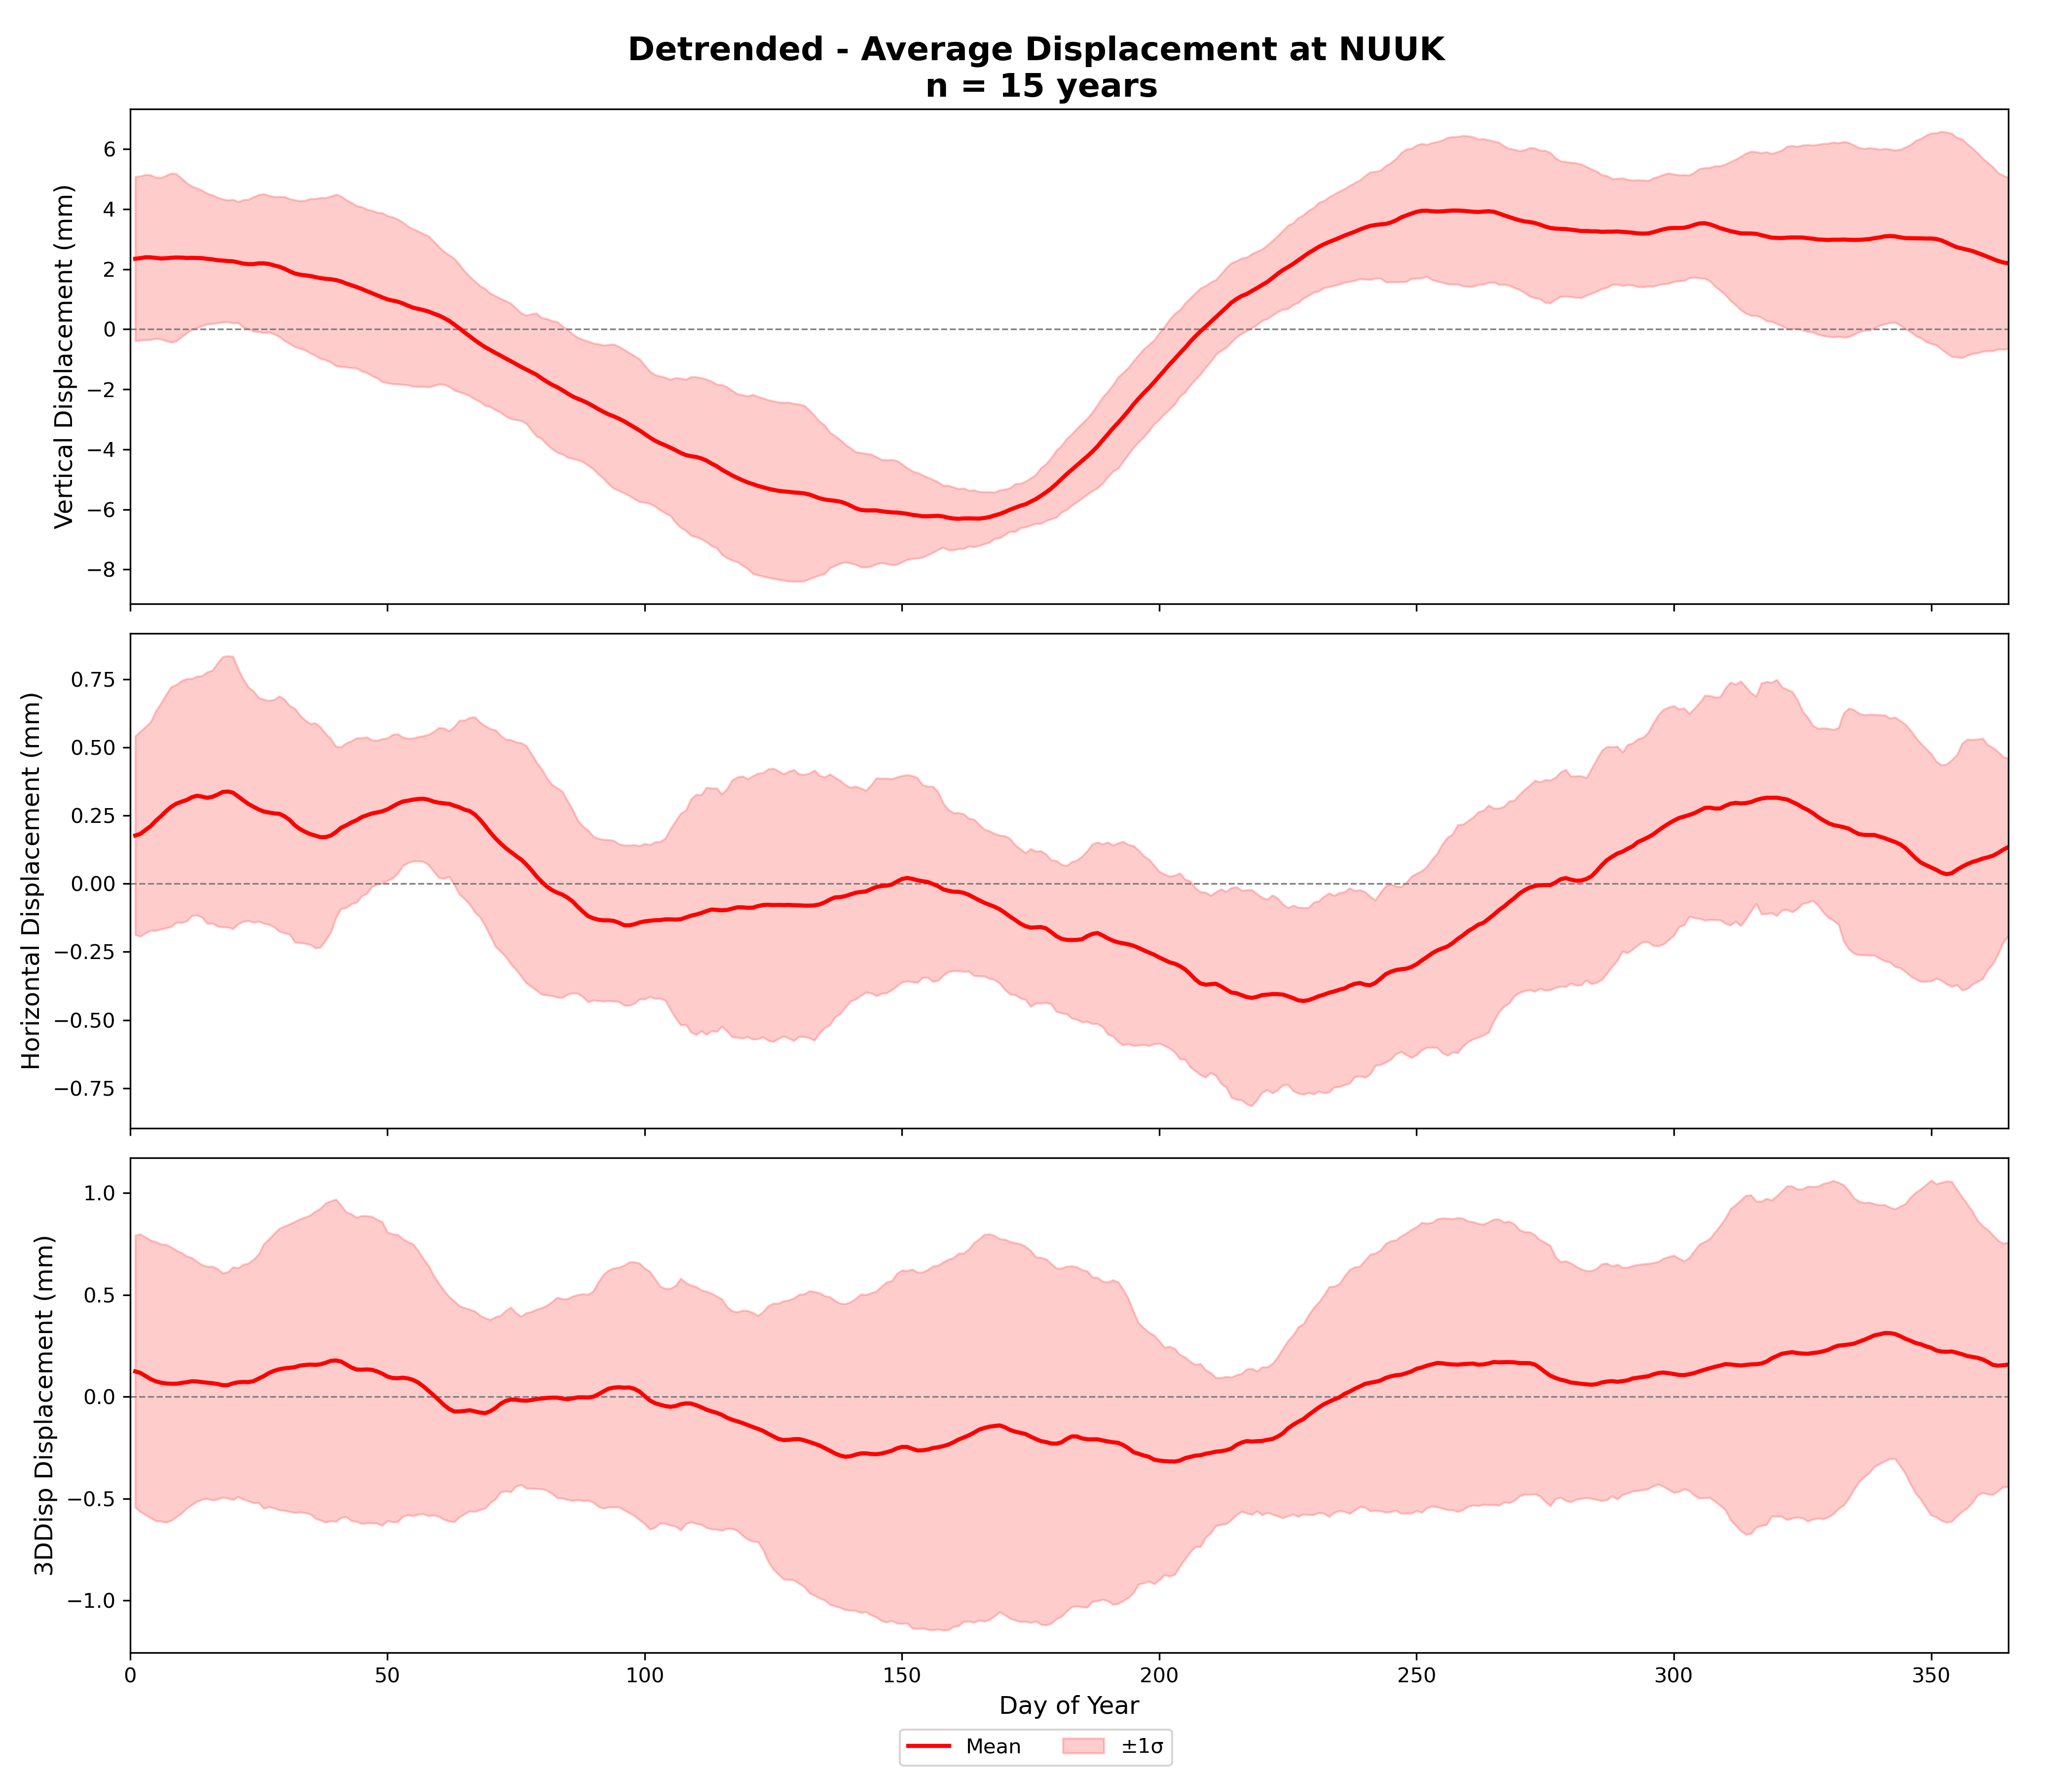 Detrended - Average Displacement at NUUK
n = 15 years
Vertical Displacement (mm)
6
4
2
0
−2
−4
−6
−8
Horizontal Displacement (mm)
0.75
0.50
0.25
0.00
−0.25
−0.50
−0.75
3DDisp Displacement (mm)
1.0
0.5
0.0
−0.5
−1.0
0 50 100 150 200 250 300 350
Day of Year
Mean ±1σ